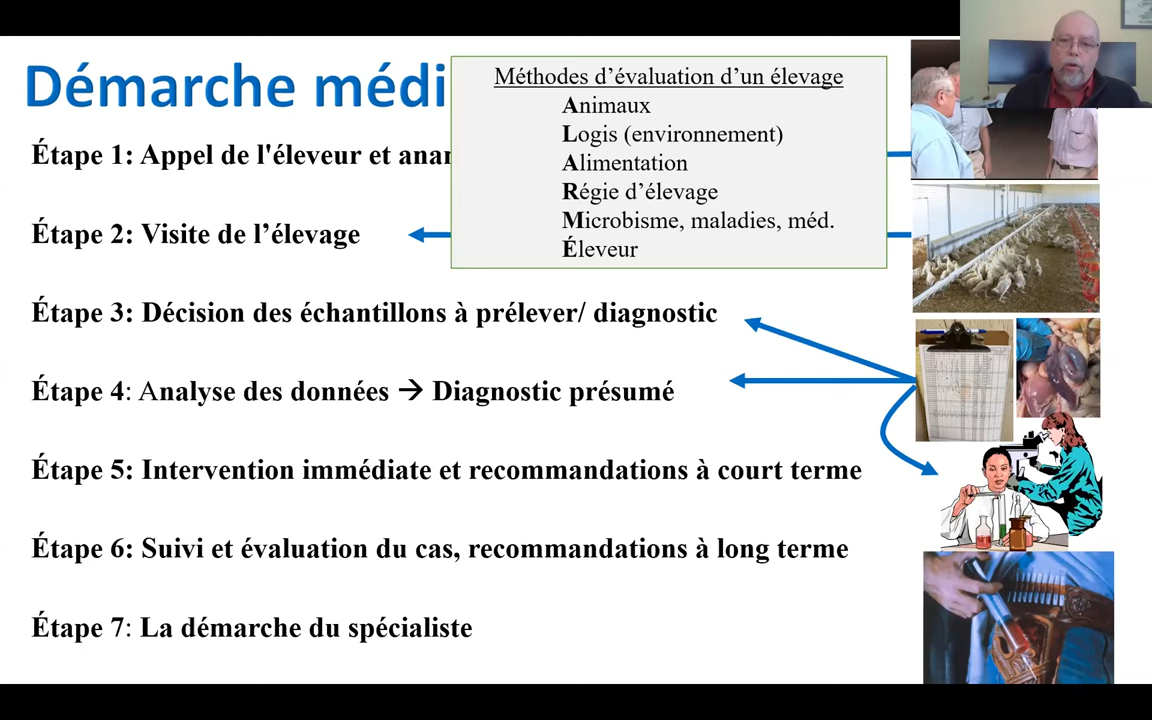 Démarche médi
Méthodes d’évaluation d’un élevage
Animaux
Logis (environnement)
Alimentation
Régie d’élevage
Microbisme, maladies, méd.
Éleveur
Étape 1: Appel de l'éleveur et anar
Étape 2: Visite de l’élevage
Étape 3: Décision des échantillons à prélever/ diagnostic
Étape 4: Analyse des données → Diagnostic présumé
Étape 5: Intervention immédiate et recommandations à court terme
Étape 6: Suivi et évaluation du cas, recommandations à long terme
Étape 7: La démarche du spécialiste